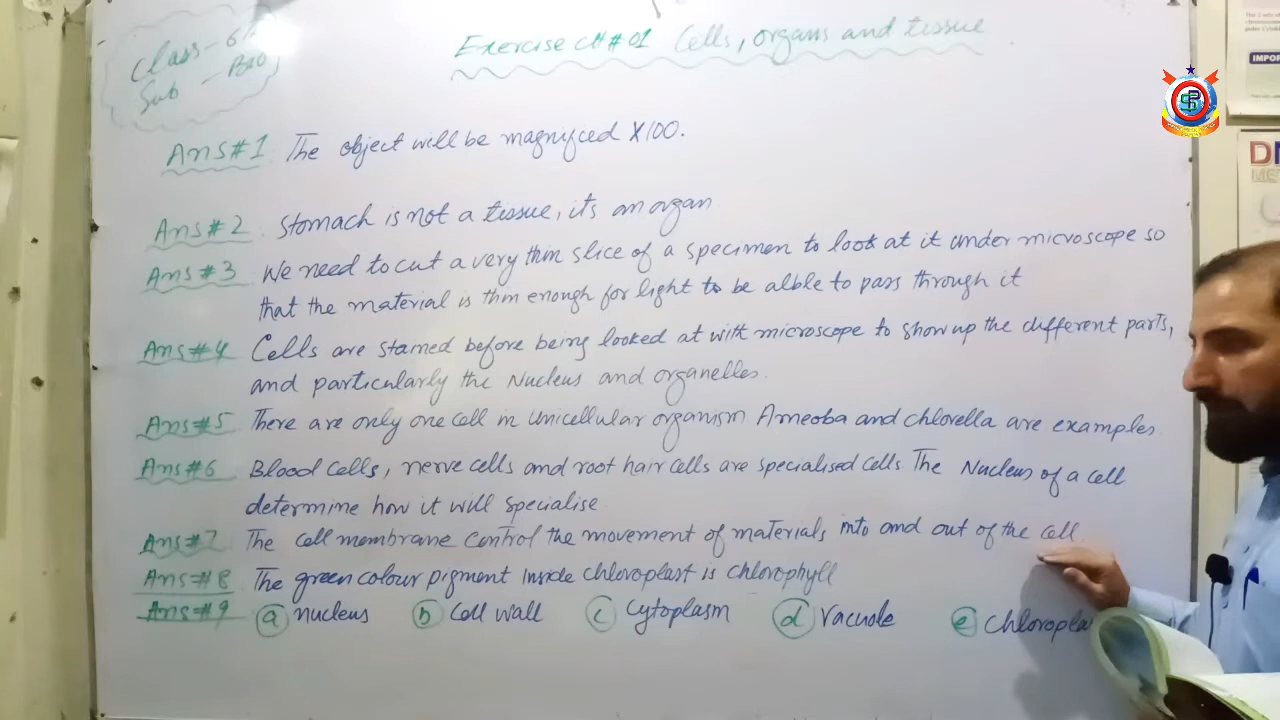 Class - 6th
Sub - Bio
Exercise CH # 01 Cells, organs and tissue
Ans#1 The object will be magnified X100.
Ans#2 Stomach is not a tissue, its an organ
Ans#3 We need to cut a very thin slice of a specimen to look at it under microscope so
that the material is thin enough for light to be alble to pass through it
Ans#4 Cells are stained before being looked at with microscope to show up the different parts,
and particularly the Nucleus and organelles.
Ans#5 There are only one cell in unicellular organism Ameoba and chlorella are examples.
Ans#6 Blood cells, nerve cells and root hair cells are specialised cells. The Nucleus of a cell
determine how it will specialise
Ans#7 The cell membrane control the movement of materials into and out of the cell.
Ans#8 The green colour pigment inside chloroplast is chlorophyll
Ans#9 a nucleus b Cell wall c Cytoplasm d Vacuole e Chloropla
IMPOR